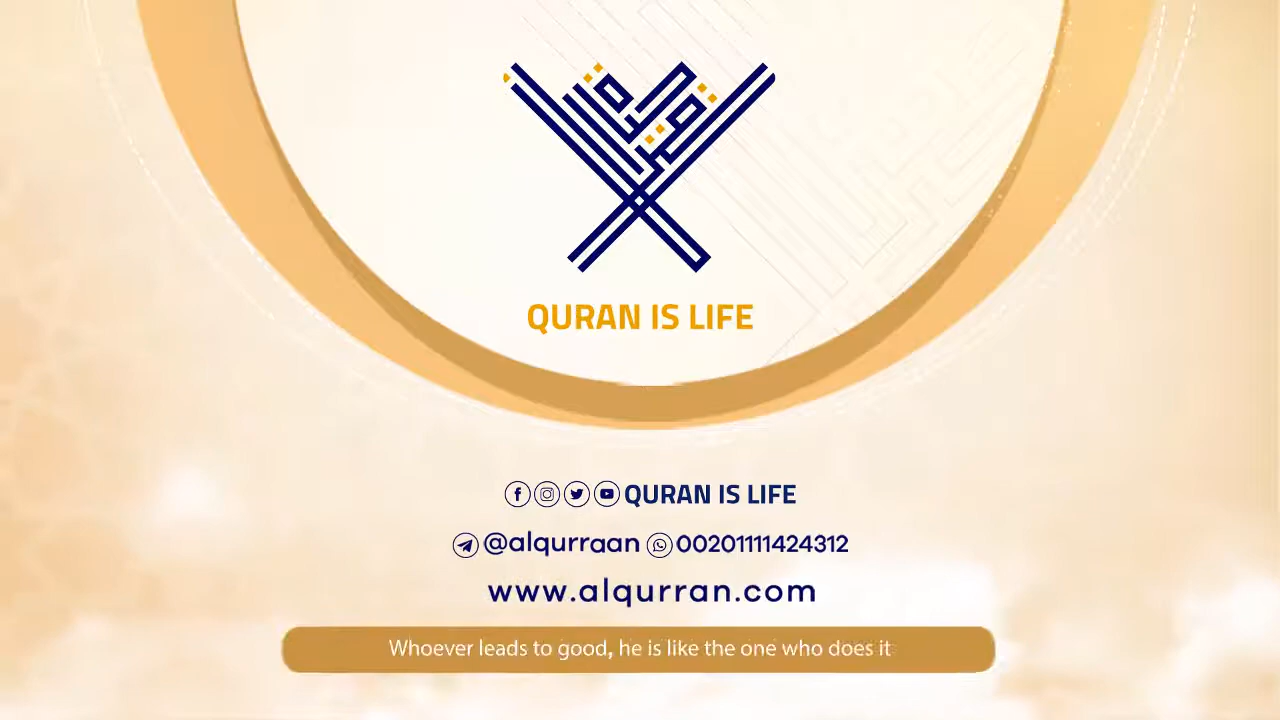 QURAN IS LIFE
QURAN IS LIFE
@alqurraan 00201111424312
www.alqurran.com
Whoever leads to good, he is like the one who does it